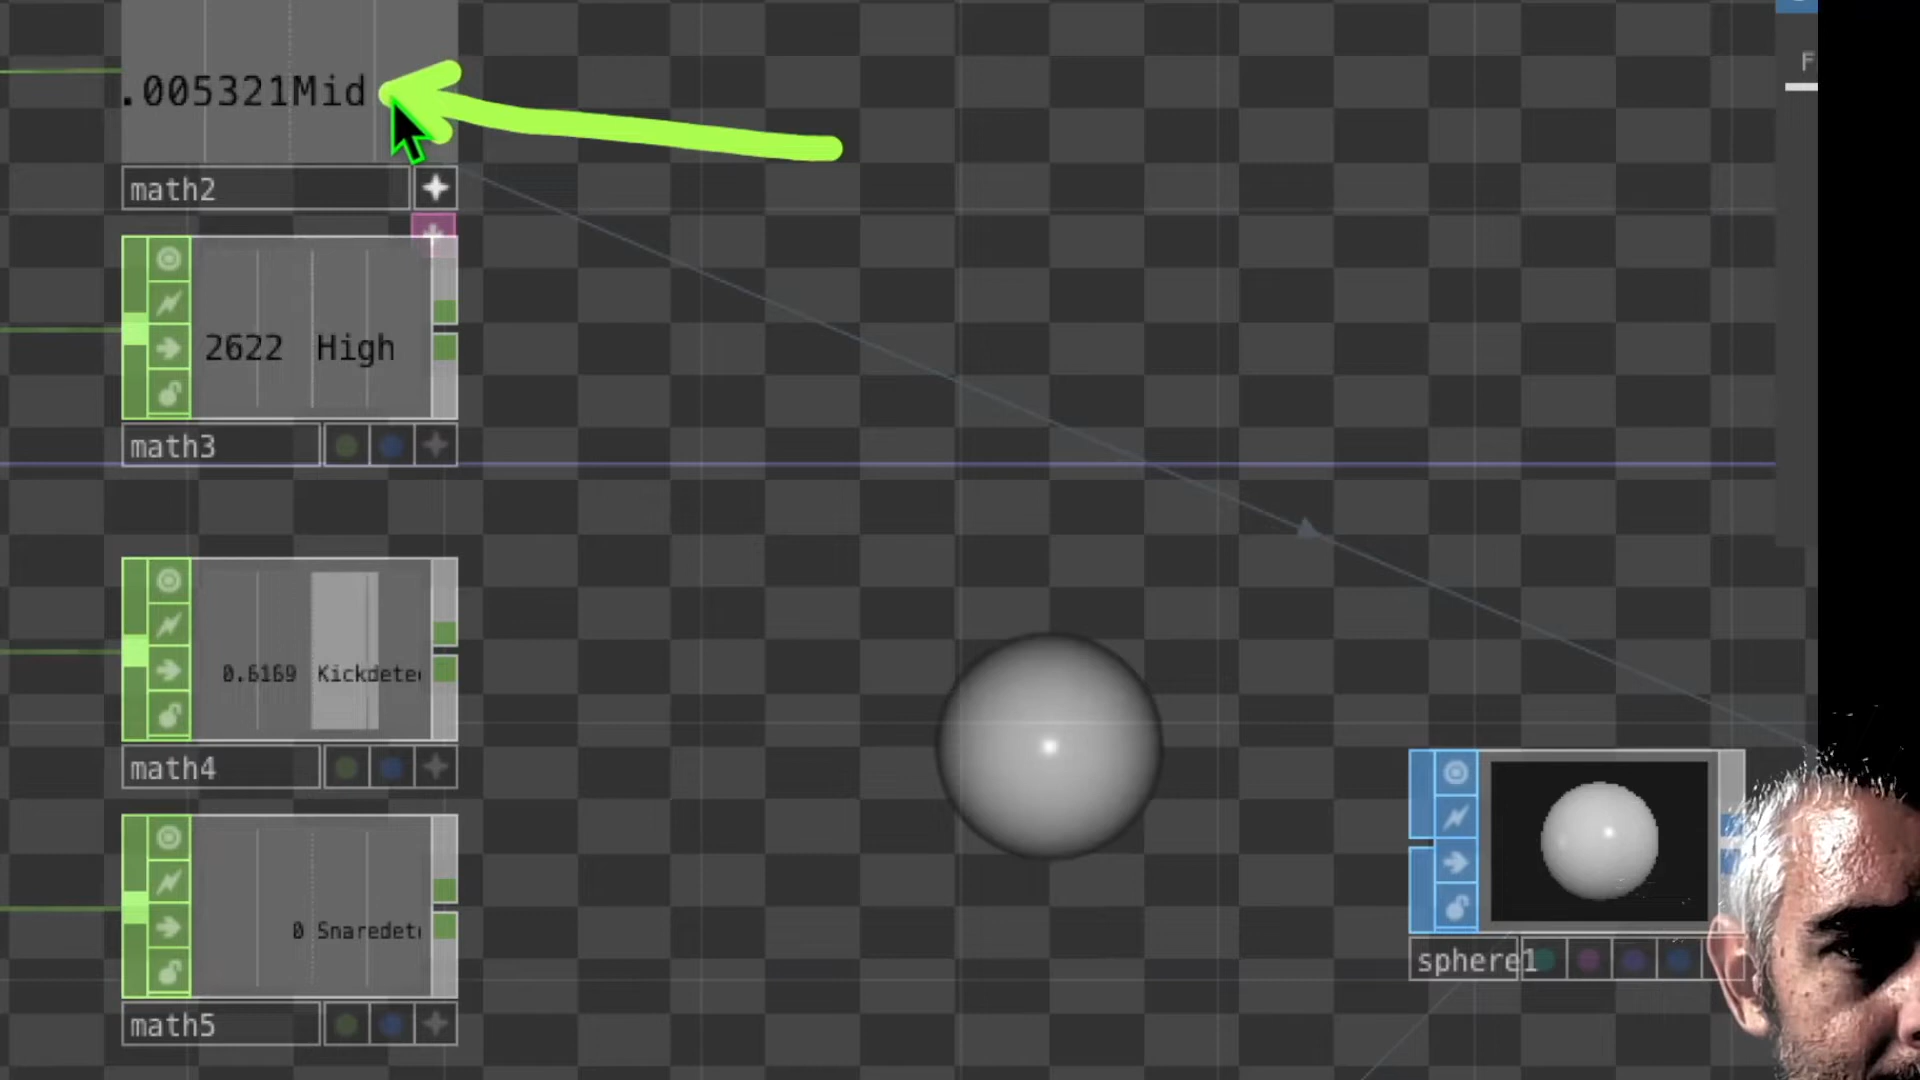 .005321Mid
math2
F
2622 High
math3
0.6169 Kickdete
math4
0 Snaredet
math5
sphere1